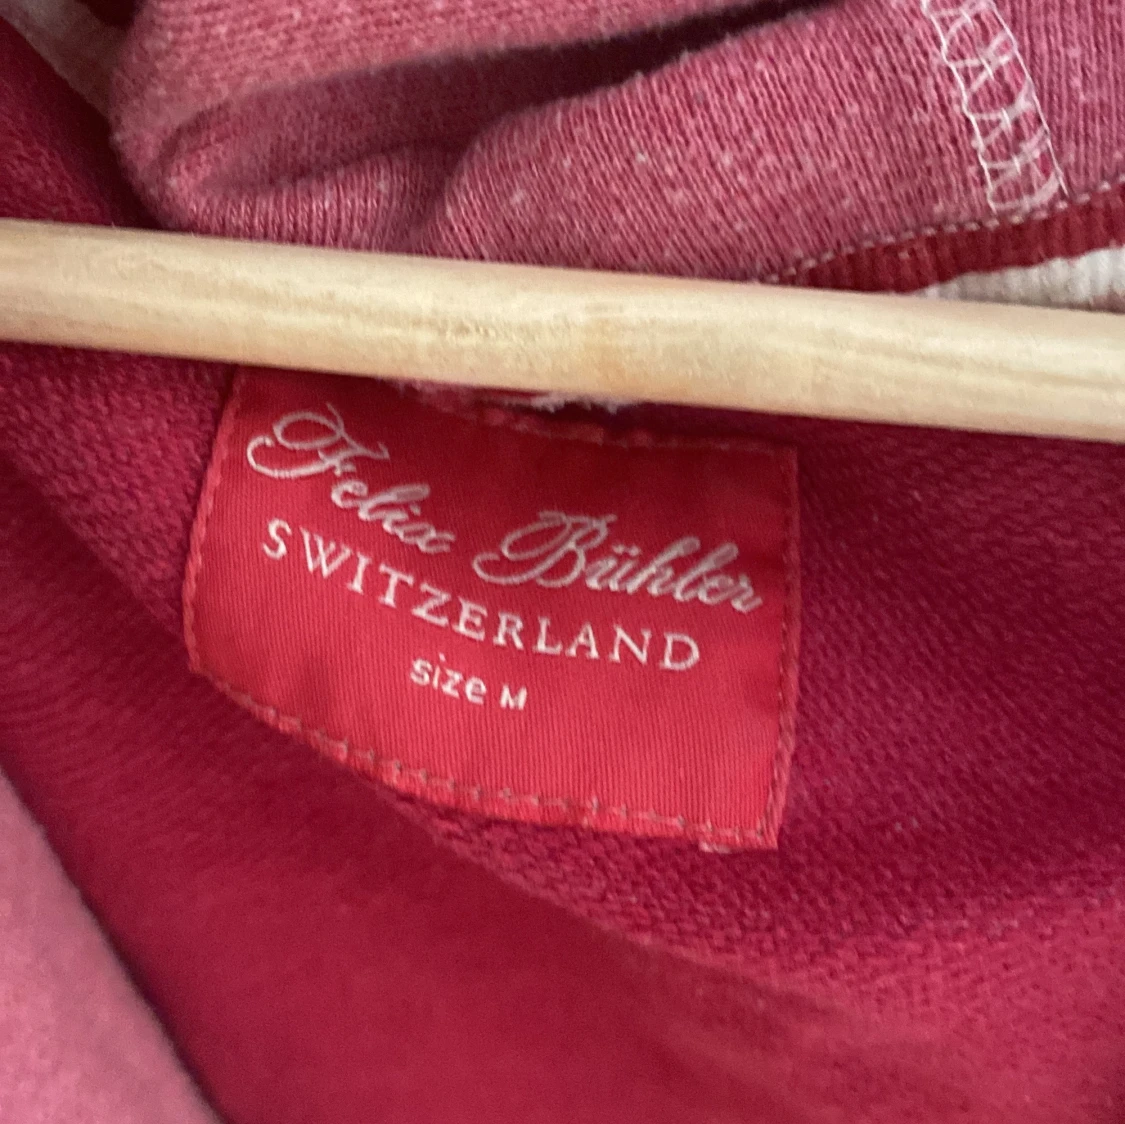 Felix Bühler
SWITZERLAND
size M